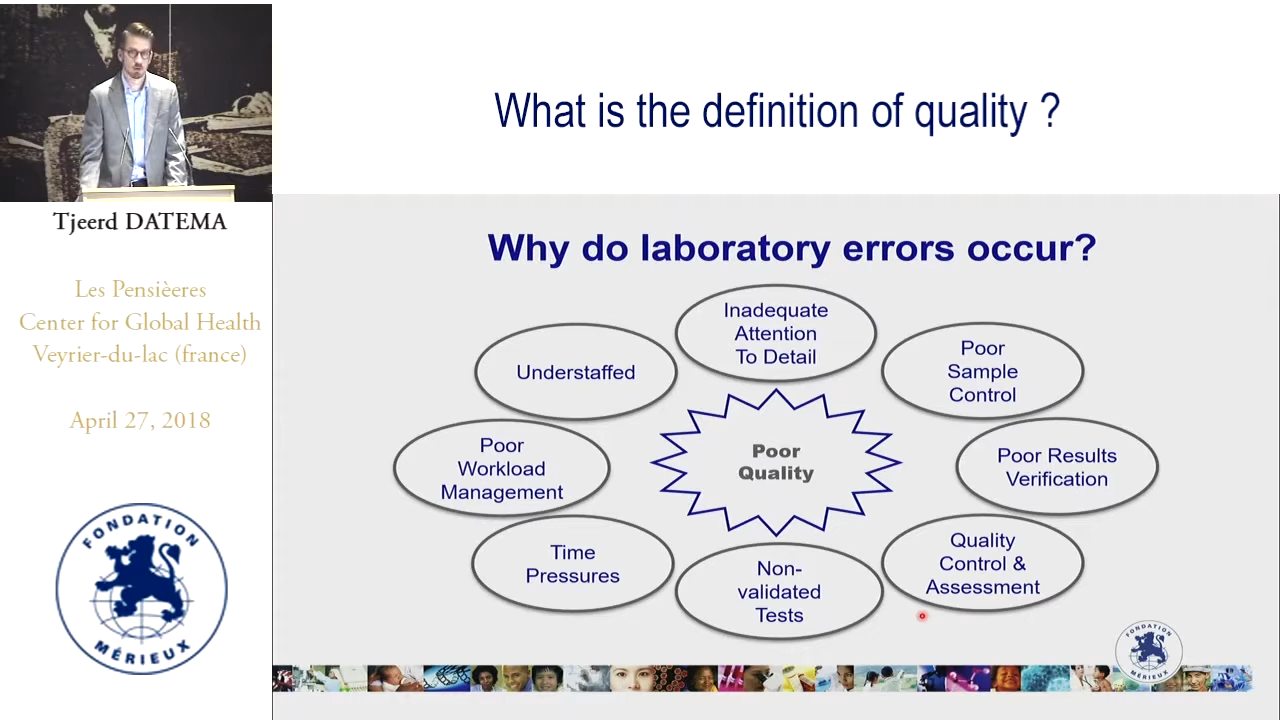 What is the definition of quality ?
Tjeerd DATEMA
Les Pensièeres
Center for Global Health
Veyrier-du-lac (france)
April 27, 2018
FONDATION
MÉRIEUX
Why do laboratory errors occur?
Inadequate
Attention
To Detail
Poor
Sample
Control
Poor Results
Verification
Quality
Control &
Assessment
Non-
validated
Tests
Time
Pressures
Poor
Workload
Management
Understaffed
Poor
Quality
FONDATION
MÉRIEUX